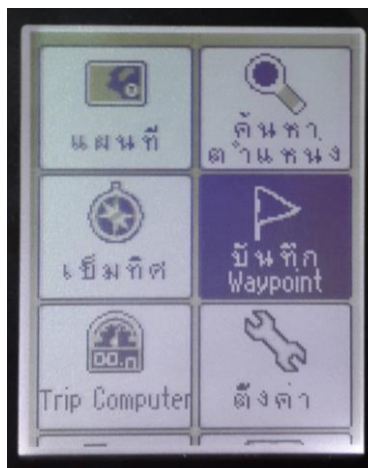 แผนที่
ค้นหา
ตำแหน่ง
เข็มทิศ
บันทึก
Waypoint
Trip Computer
ตั้งค่า